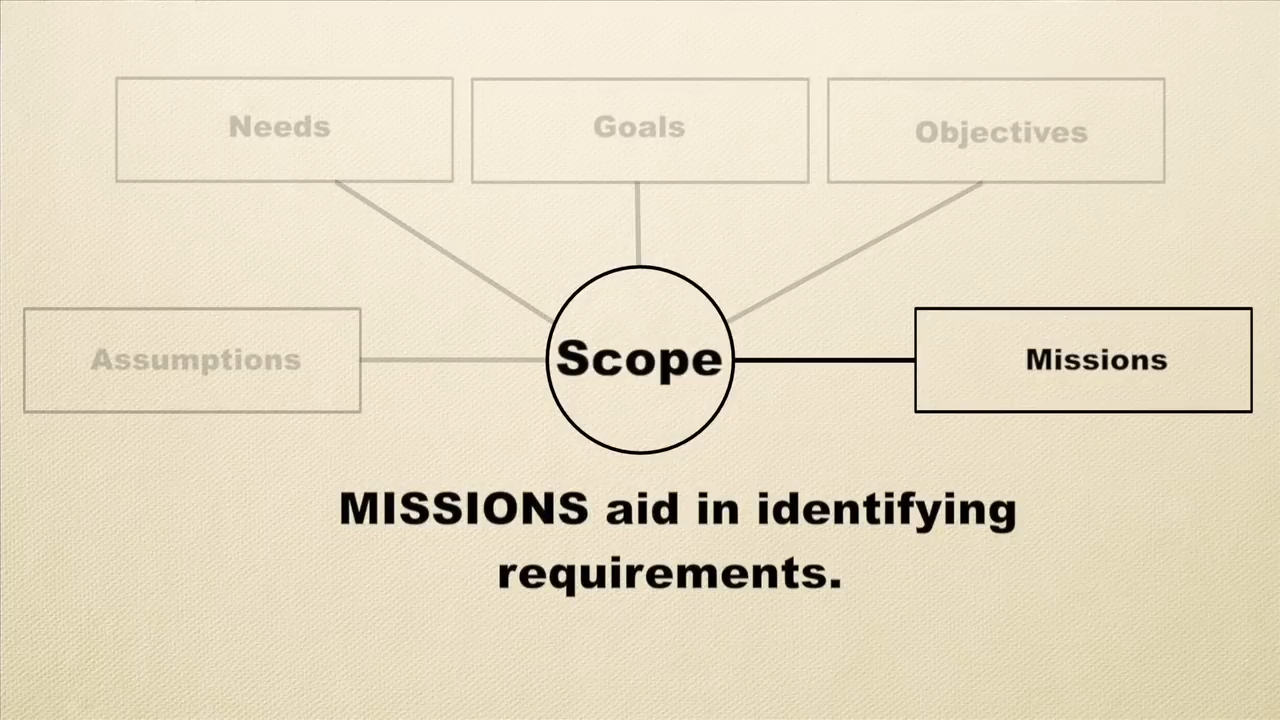 Needs
Goals
Objectives
Assumptions
Scope
Missions
MISSIONS aid in identifying
requirements.